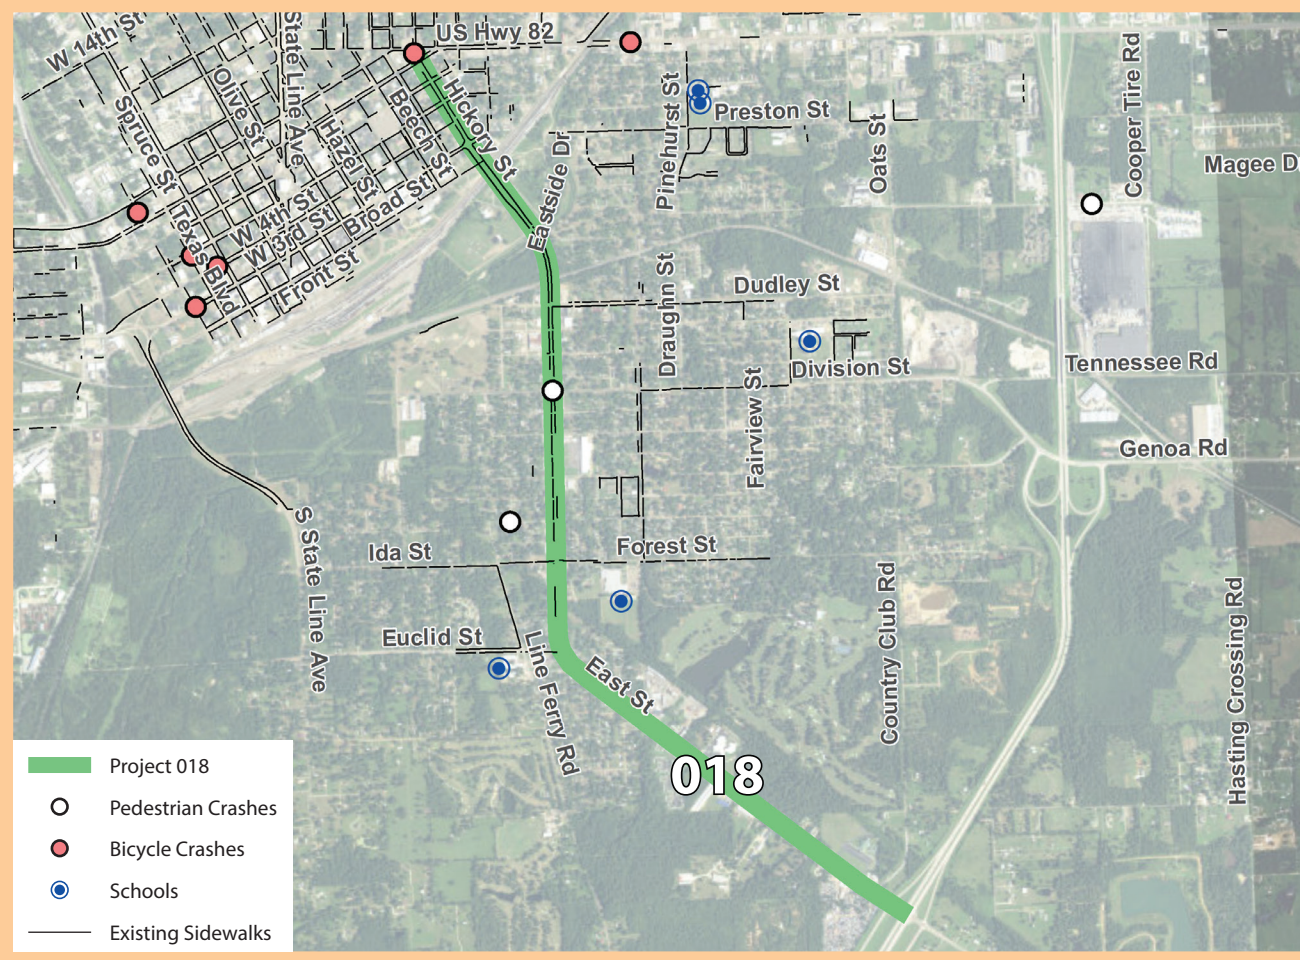 W 14th St
State Line Ave
US Hwy 82
Spruce St
Olive St
Hazel St
Beech St
Hickory St
Eastside Dr
Pinehurst St
Preston St
Oats St
Cooper Tire Rd
Magee D
Texas Blvd
W 4th St
W 3rd St
Broad St
Front St
Draughn St
Dudley St
Division St
Fairview St
Tennessee Rd
Genoa Rd
S State Line Ave
Ida St
Forest St
Euclid St
Line Ferry Rd
East St
Country Club Rd
Hasting Crossing Rd
018
Project 018
Pedestrian Crashes
Bicycle Crashes
Schools
Existing Sidewalks